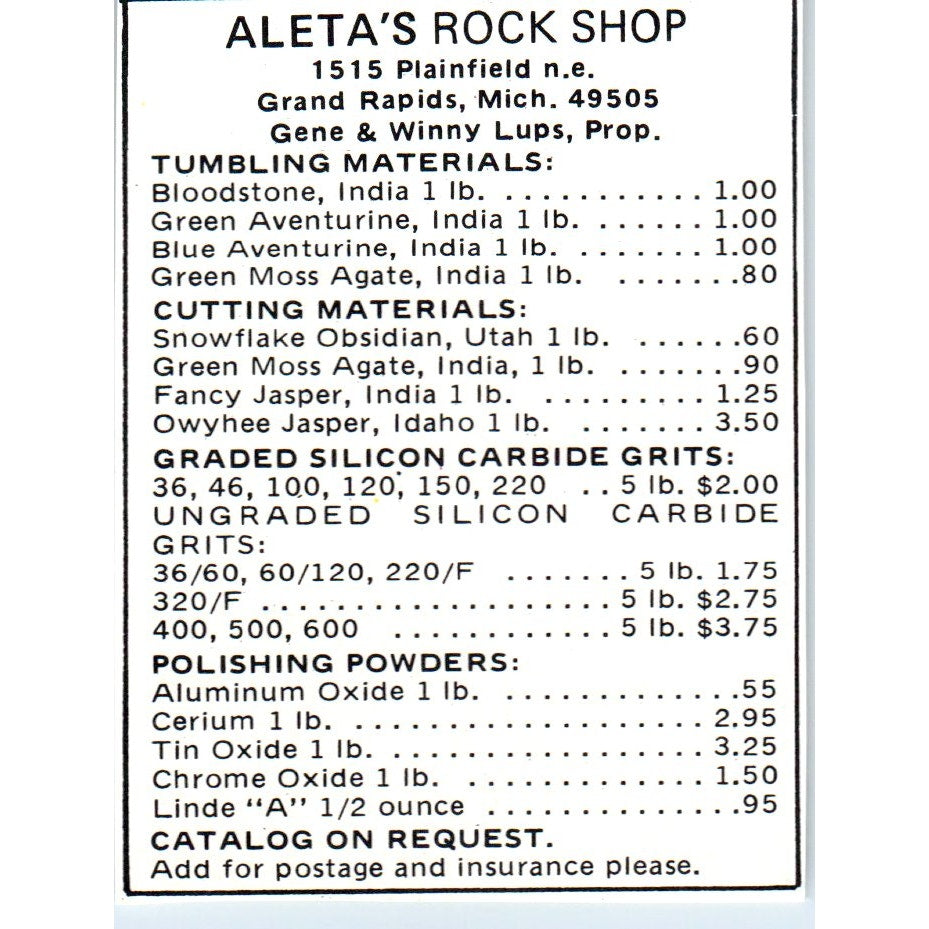 ALETA'S ROCK SHOP
1515 Plainfield n.e.
Grand Rapids, Mich. 49505
Gene & Winny Lups, Prop.
TUMBLING MATERIALS:
Bloodstone, India 1 lb. ............ 1.00
Green Aventurine, India 1 lb. ....... 1.00
Blue Aventurine, India 1 lb. ........ 1.00
Green Moss Agate, India 1 lb. .......80
CUTTING MATERIALS:
Snowflake Obsidian, Utah 1 lb. ......60
Green Moss Agate, India, 1 lb. .......90
Fancy Jasper, India 1 lb. ......... 1.25
Owyhee Jasper, Idaho 1 lb. ....... 3.50
GRADED SILICON CARBIDE GRITS:
36, 46, 100, 120, 150, 220 .. 5 lb. $2.00
UNGRADED SILICON CARBIDE
GRITS:
36/60, 60/120, 220/F ....... 5 lb. 1.75
320/F ................... 5 lb. $2.75
400, 500, 600 ............ 5 lb. $3.75
POLISHING POWDERS:
Aluminum Oxide 1 lb. .............55
Cerium 1 lb. ................... 2.95
Tin Oxide 1 lb. ................. 3.25
Chrome Oxide 1 lb. ............. 1.50
Linde "A" 1/2 ounce ..............95
CATALOG ON REQUEST.
Add for postage and insurance please.